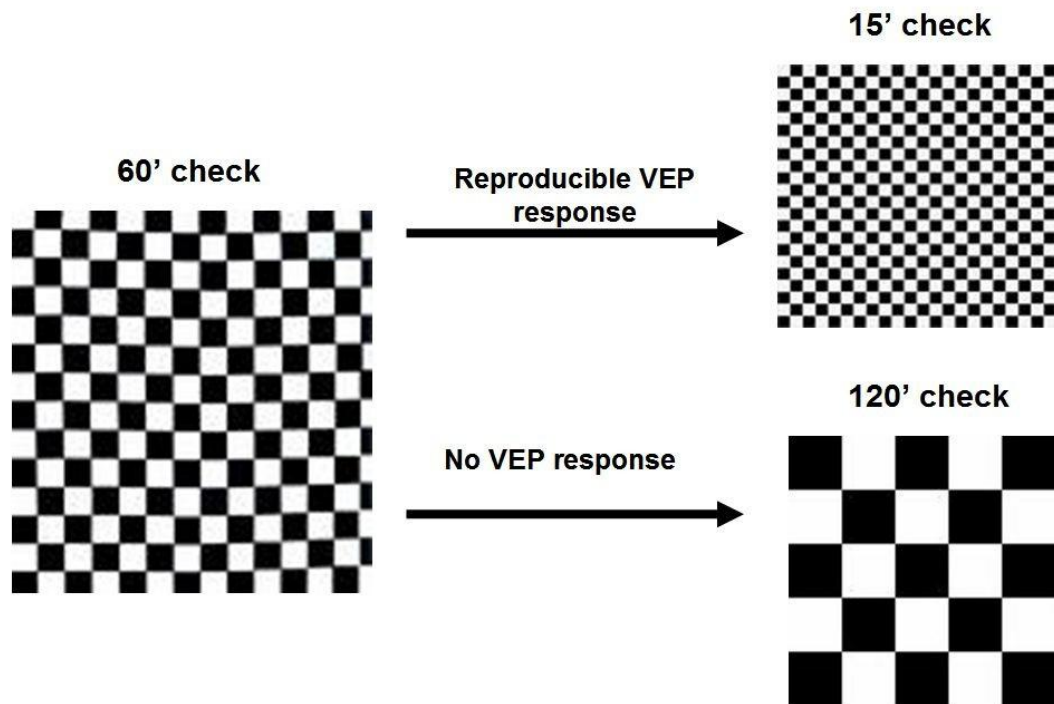 15’ check
60’ check
Reproducible VEP
response
120’ check
No VEP response